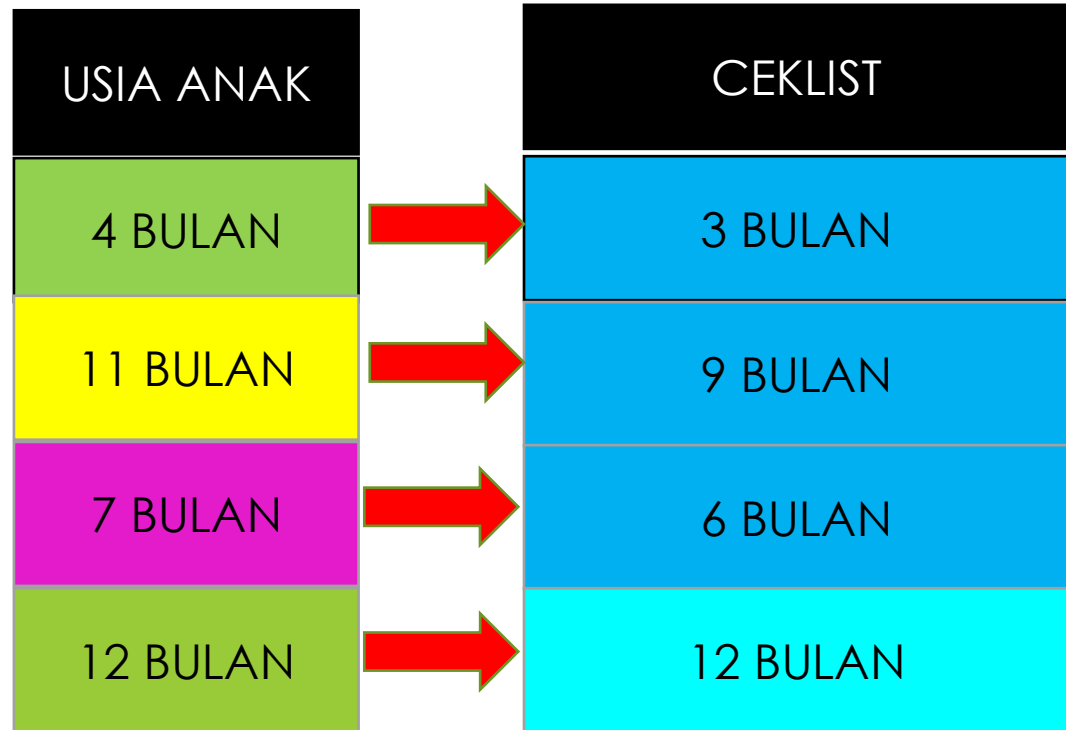 USIA ANAK
CEKLIST
4 BULAN
3 BULAN
11 BULAN
9 BULAN
7 BULAN
6 BULAN
12 BULAN
12 BULAN